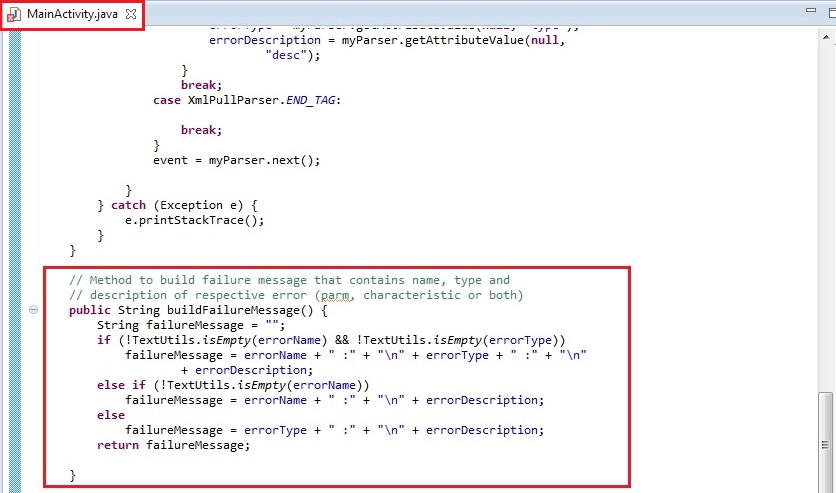 MainActivity.java
errorDescription = myParser.getAttributeValue(null,
"desc");
}
break;
case XmlPullParser.END_TAG:
break;
}
event = myParser.next();
}
} catch (Exception e) {
e.printStackTrace();
}
}
// Method to build failure message that contains name, type and
// description of respective error (parm, characteristic or both)
public String buildFailureMessage() {
String failureMessage = "";
if (!TextUtils.isEmpty(errorName) && !TextUtils.isEmpty(errorType))
failureMessage = errorName + " :" + "\n" + errorType + " :" + "\n"
+ errorDescription;
else if (!TextUtils.isEmpty(errorName))
failureMessage = errorName + " :" + "\n" + errorDescription;
else
failureMessage = errorType + " :" + "\n" + errorDescription;
return failureMessage;
}